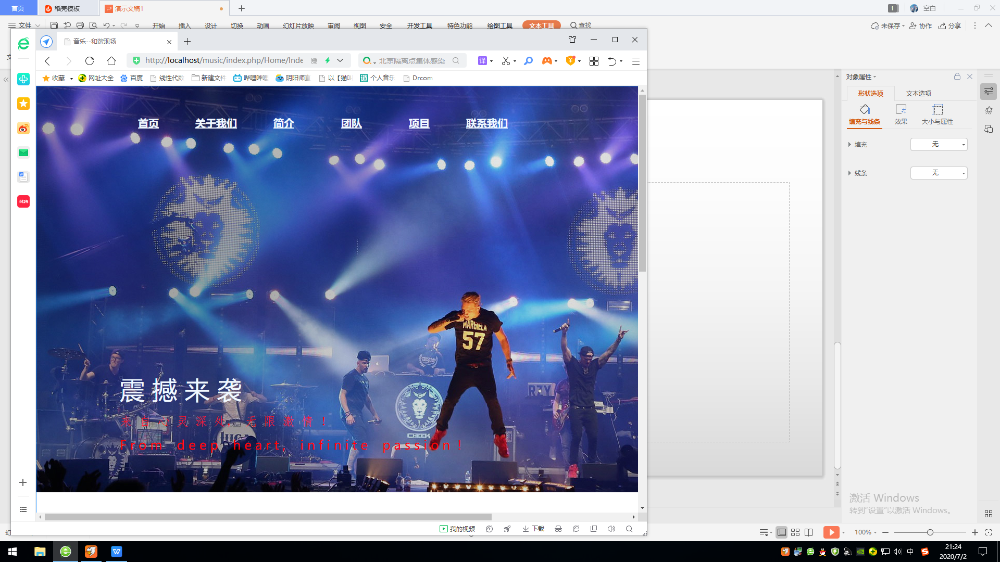 首页
稻壳模板
演示文稿1
1
空白
文件
开始
插入
设计
切换
动画
幻灯片放映
审阅
视图
安全
开发工具
特色功能
绘图工具
文本工具
查找
未保存
协作
分享
音乐--和谐现场
http://localhost/music/index.php/Home/Inde
北京隔离点集体感染
译
收藏
网址大全
百度
线性代数
新建文件
哔哩哔哩
阴阳师直
以【猫叫
个人音乐
Drcom
首页
关于我们
简介
团队
项目
联系我们
MARGIELA
57
RZY
CHEEK
震撼来袭
来自心灵深处，无限激情！
From deep heart, infinite passion！
小红书
对象属性
形状选项
文本选项
填充与线条
效果
大小与属性
填充
无
线条
无
激活 Windows
转到“设置”以激活 Windows。
我的视频
下载
100%
中
21:24
2020/7/2